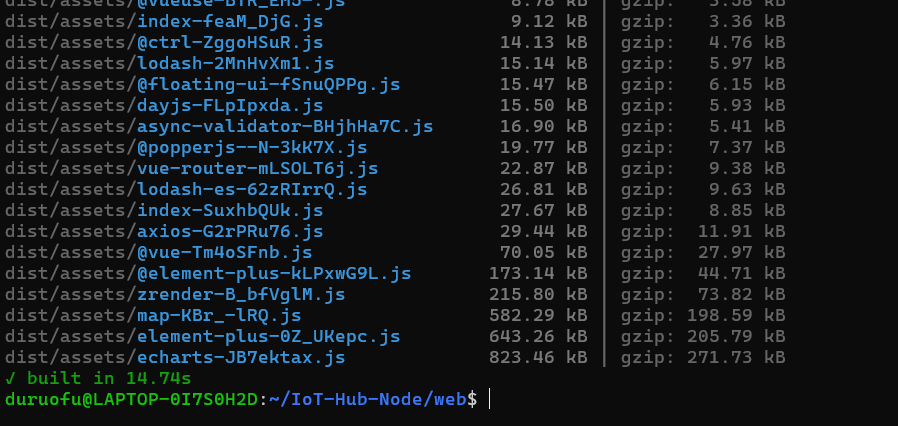 dist/assets/@vueuse-BTR_EMJ-.js 8.78 kB │ gzip: 3.58 kB
dist/assets/index-feaM_DjG.js 9.12 kB │ gzip: 3.36 kB
dist/assets/@ctrl-ZggoHSuR.js 14.13 kB │ gzip: 4.76 kB
dist/assets/lodash-2MnHvXm1.js 15.14 kB │ gzip: 5.97 kB
dist/assets/@floating-ui-fSnuQPPg.js 15.47 kB │ gzip: 6.15 kB
dist/assets/dayjs-FLpIpxda.js 15.50 kB │ gzip: 5.93 kB
dist/assets/async-validator-BHjhHa7C.js 16.90 kB │ gzip: 5.41 kB
dist/assets/@popperjs--N-3kK7X.js 19.77 kB │ gzip: 7.37 kB
dist/assets/vue-router-mLSOLT6j.js 22.87 kB │ gzip: 9.38 kB
dist/assets/lodash-es-62zRIrrQ.js 26.81 kB │ gzip: 9.63 kB
dist/assets/index-SuxhbQUk.js 27.67 kB │ gzip: 8.85 kB
dist/assets/axios-G2rPRu76.js 29.44 kB │ gzip: 11.91 kB
dist/assets/@vue-Tm4oSFnb.js 70.05 kB │ gzip: 27.97 kB
dist/assets/@element-plus-kLPxwG9L.js 173.14 kB │ gzip: 44.71 kB
dist/assets/zrender-B_bfVglM.js 215.80 kB │ gzip: 73.82 kB
dist/assets/map-KBr_-lRQ.js 582.29 kB │ gzip: 198.59 kB
dist/assets/element-plus-0Z_UKepc.js 643.26 kB │ gzip: 205.79 kB
dist/assets/echarts-JB7ektax.js 823.46 kB │ gzip: 271.73 kB
✓ built in 14.74s
duruofu@LAPTOP-0I7S0H2D:~/IoT-Hub-Node/web$